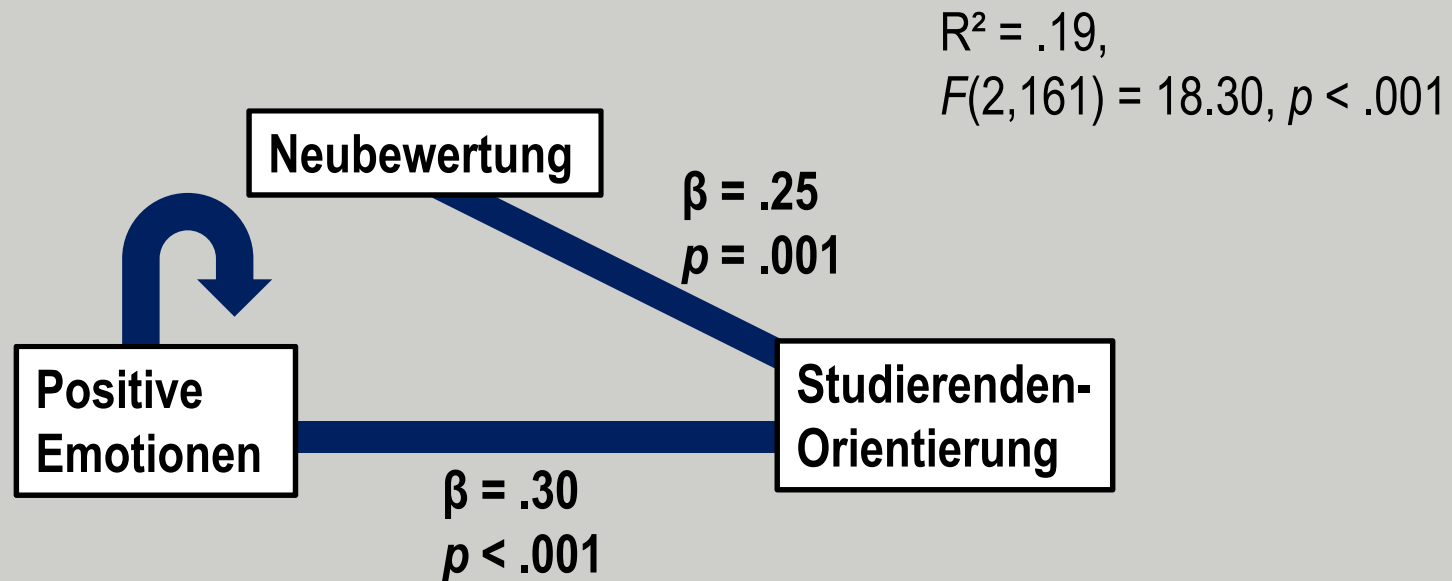 R² = .19,
F(2,161) = 18.30, p < .001
Neubewertung
β = .25
p = .001
Positive
Emotionen
Studierenden-
Orientierung
β = .30
p < .001